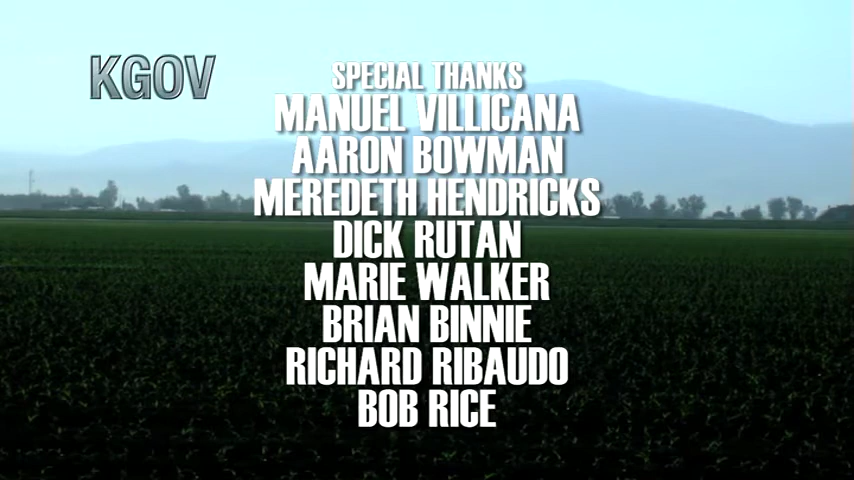 KGOV
SPECIAL THANKS
MANUEL VILLICANA
AARON BOWMAN
MEREDETH HENDRICKS
DICK RUTAN
MARIE WALKER
BRIAN BINNIE
RICHARD RIBAUDO
BOB RICE